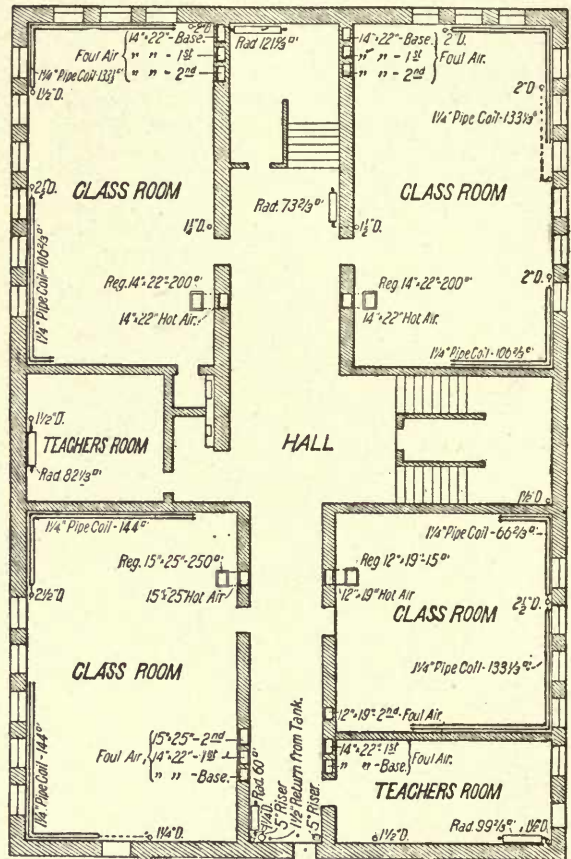 2"D.
14"×22"-Base.
Foul Air
" " - 1st
" " - 2nd
Rad 121⅔ □'
1¼" Pipe Coil-133⅓ □'
1½"D.
14"×22"-Base.
" " - 1st
" " - 2nd
Foul Air.
2"D.
2"D.
1¼" Pipe Coil-133⅓ □'
2½"D.
CLASS ROOM
1¼"D.
Rad. 73⅔ □'
1½"D.
CLASS ROOM
1¼" Pipe Coil-106⅔ □'
Reg. 14"×22"-200 □'
14"×22" Hot Air.
Reg. 14"×22"-200 □'
14"×22" Hot Air.
2"D.
1¼" Pipe Coil-106⅔ □'
1½"D.
TEACHERS ROOM
Rad 82⅓ □'
HALL
1½"D
1¼" Pipe Coil-144 □'
Reg. 15"×25"-250 □'
15"×25" Hot Air
2½"D.
CLASS ROOM
1¼" Pipe Coil-66⅔ □'
Reg 12"×19"-15 □'
12"×19" Hot Air
2½"D.
CLASS ROOM
1¼" Pipe Coil-133⅓ □'
12"×19"-2nd-Foul Air.
1¼" Pipe Coil-144 □'
15"×25"-2nd
Foul Air,
14"×22"-1st
" " -Base.
Rad. 60 □'
1¼"D.
1¼"
5" Riser
1½" Return from Tank.
5" Riser
14"×22"-1st
" " -Base.
Foul Air.
TEACHERS ROOM
1½"D.
Rad. 99⅔ □'
1½"D.